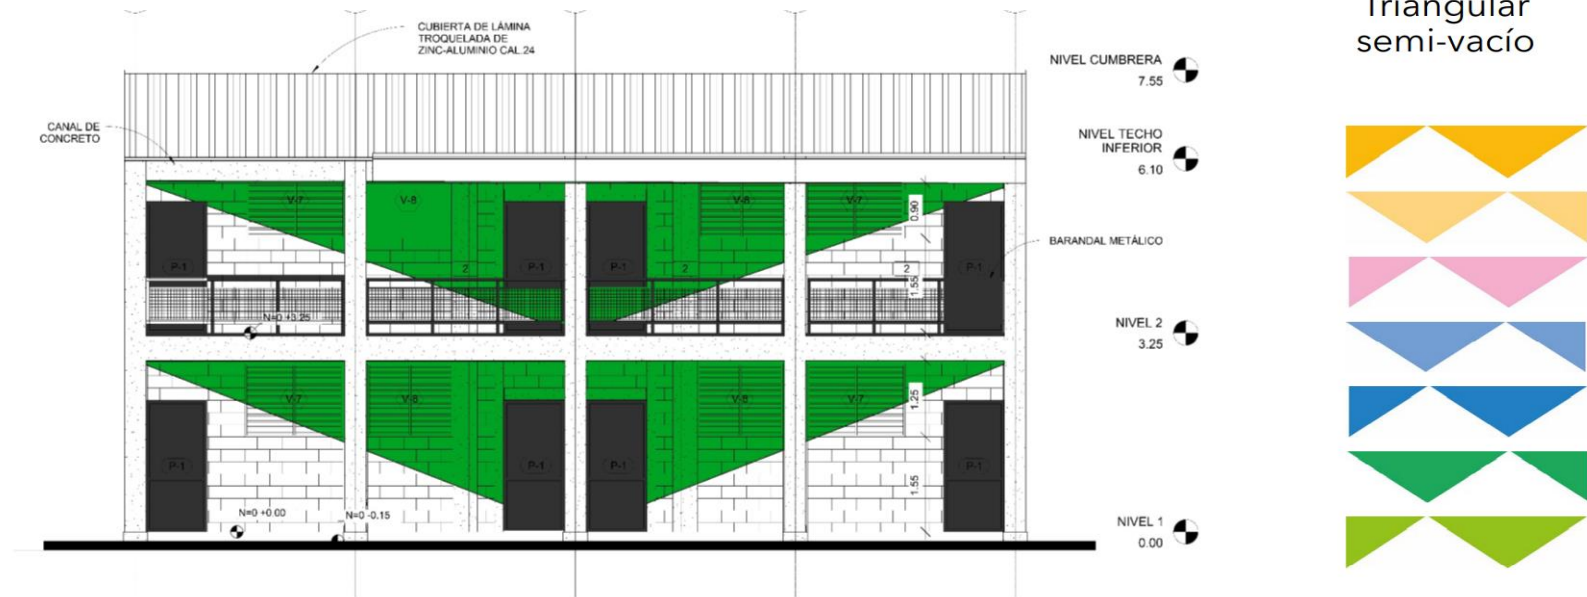 CUBIERTA DE LÁMINA
TROQUELADA DE
ZINC-ALUMINIO CAL.24
Triangular
semi-vacío
NIVEL CUMBRERA
7.55
CANAL DE
CONCRETO
NIVEL TECHO
INFERIOR
6.10
V-7
V-8
V-8
V-7
0.90
BARANDAL METÁLICO
P-1
2
P-1
P-1
2
2
P-1
1.55
N=0 +3.25
NIVEL 2
3.25
V-7
V-8
V-8
V-7
1.25
P-1
P-1
P-1
P-1
1.55
N=0 +0.00
N=0 -0.15
NIVEL 1
0.00